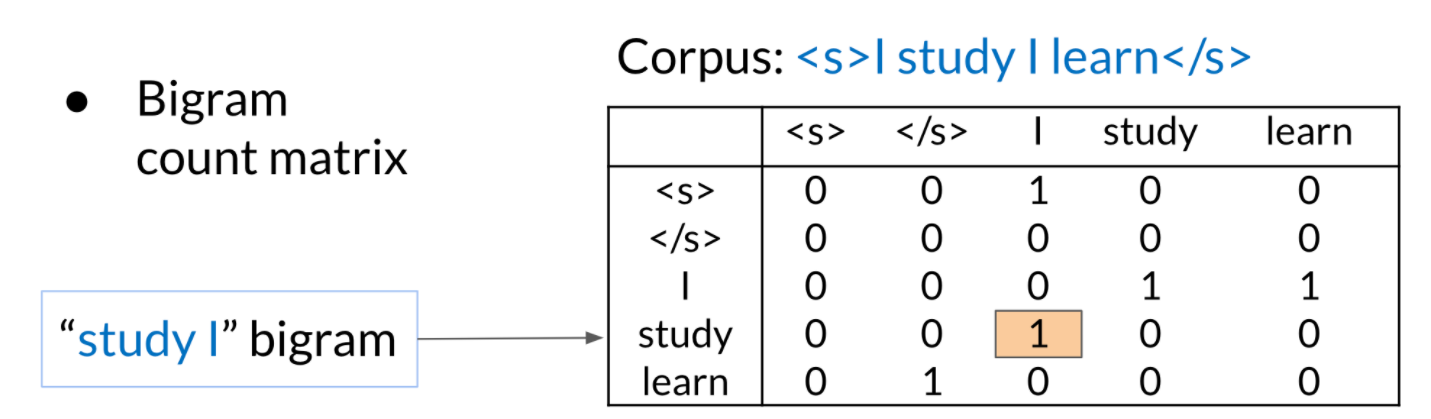 Corpus: <s>I study I learn</s>
● Bigram
count matrix
<s> </s> I study learn
<s> 0 0 1 0 0
</s> 0 0 0 0 0
I 0 0 0 1 1
study 0 0 1 0 0
learn 0 1 0 0 0
“study I” bigram